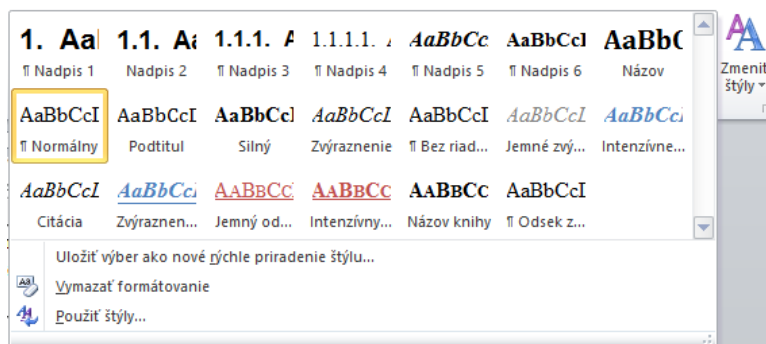 1. Aal 1.1. Aa 1.1.1. A 1.1.1.1. A AaBbCc AaBbCcI AaBb(
¶ Nadpis 1 Nadpis 2 ¶ Nadpis 3 ¶ Nadpis 4 ¶ Nadpis 5 ¶ Nadpis 6 Názov
Zmeniť
štýly
AaBbCcI AaBbCcI AaBbCcI AaBbCcI AaBbCcI AaBbCcI AaBbCcI
¶ Normálny Podtitul Silný Zvýraznenie ¶ Bez riad... Jemné zvý... Intenzívne...
AaBbCcI AaBbCcI AABBCC AABBCC AABBCC AaBbCcI
Citácia Zvýraznen... Jemný od... Intenzívny... Názov knihy ¶ Odsek z...
Uložiť výber ako nové rýchle priradenie štýlu...
Vymazať formátovanie
Použiť štýly...